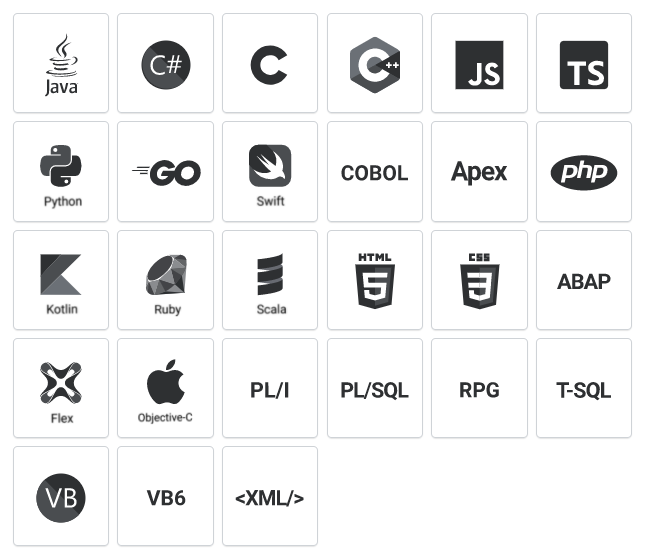 Java
C#
C
C++
JS
TS
Python
GO
Swift
COBOL
Apex
php
Kotlin
Ruby
Scala
HTML
5
CSS
3
ABAP
Flex
Objective-C
PL/I
PL/SQL
RPG
T-SQL
VB
VB6
<XML/>